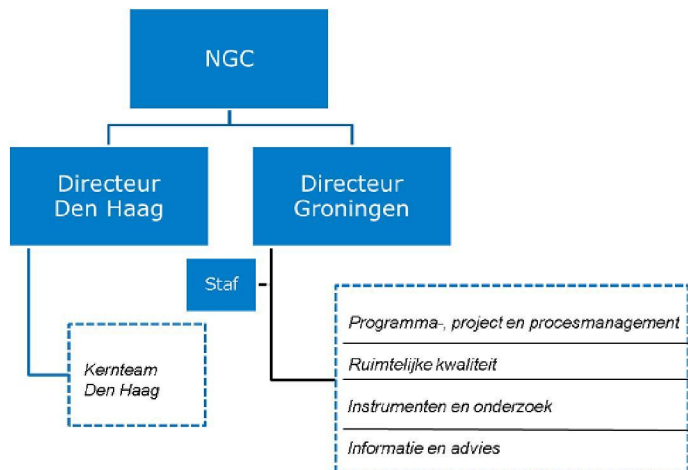 NGC
Directeur
Den Haag
Directeur
Groningen
Staf
Kernteam
Den Haag
Programma-, project en procesmanagement
Ruimtelijke kwaliteit
Instrumenten en onderzoek
Informatie en advies